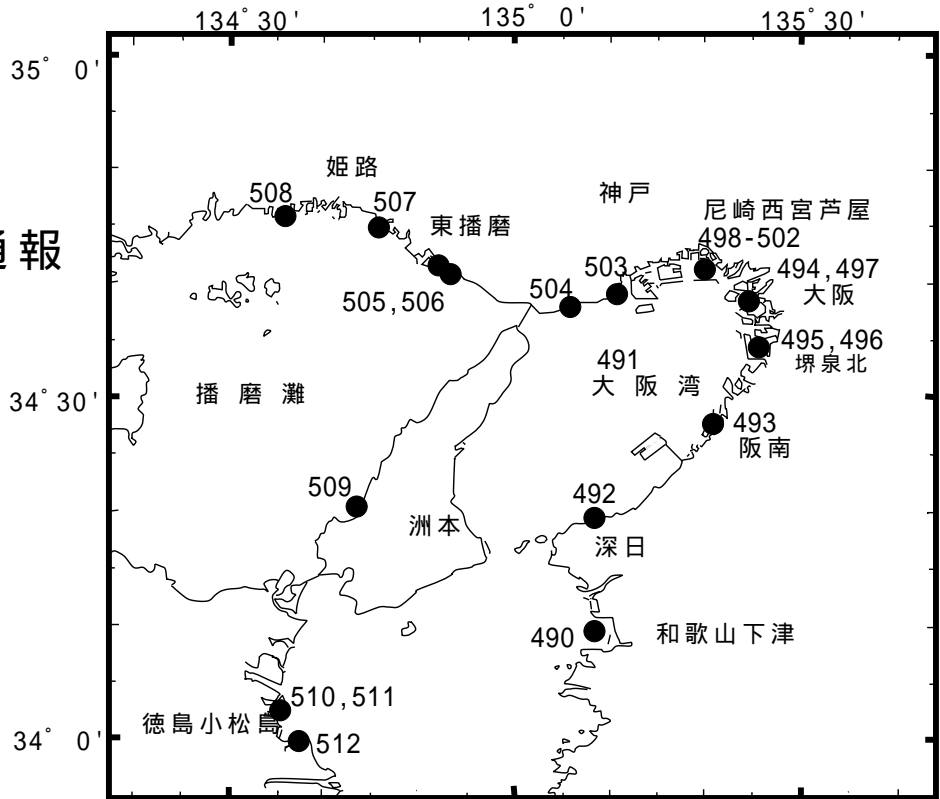 134°30'
135°0'
135°30'
35°0'
姫路
508
507
神戸
東播磨
尼崎西宮芦屋
498-502
通報
503
494,497
大阪
504
505,506
495,496
堺泉北
491
大阪湾
播磨灘
34°30'
493
阪南
509
492
洲本
深日
490
和歌山下津
510,511
徳島小松島
512
34°0'